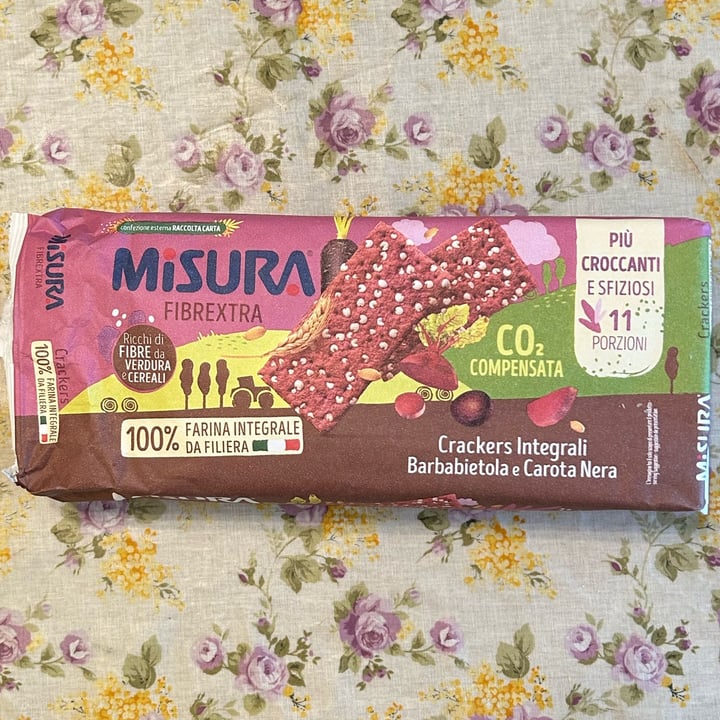 confezione esterna RACCOLTA CARTA
MiSURA
FIBREXTRA
Ricchi di
FIBRE da
VERDURA
e CEREALI
100% FARINA INTEGRALE
DA FILIERA
PIÙ
CROCCANTI
E SFIZIOSI
11
PORZIONI
CO2
COMPENSATA
Crackers Integrali
Barbabietola e Carota Nera
MiSURA
FIBREXTRA
Crackers
100% FARINA INTEGRALE
DA FILIERA
Crackers
MiSURA